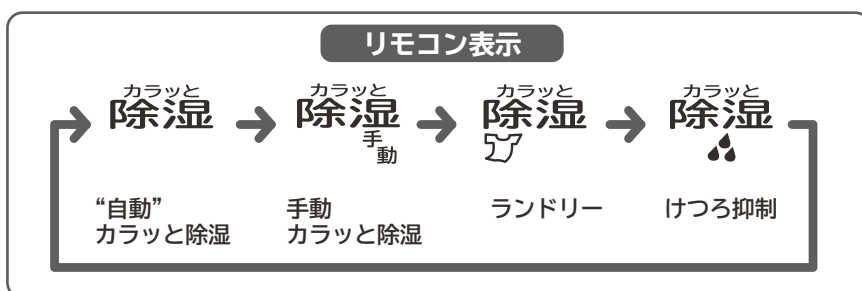 リモコン表示
カラッと
除湿
カラッと
除湿
手動
カラッと
除湿
カラッと
除湿
“自動”
カラッと除湿
手動
カラッと除湿
ランドリー
けつろ抑制